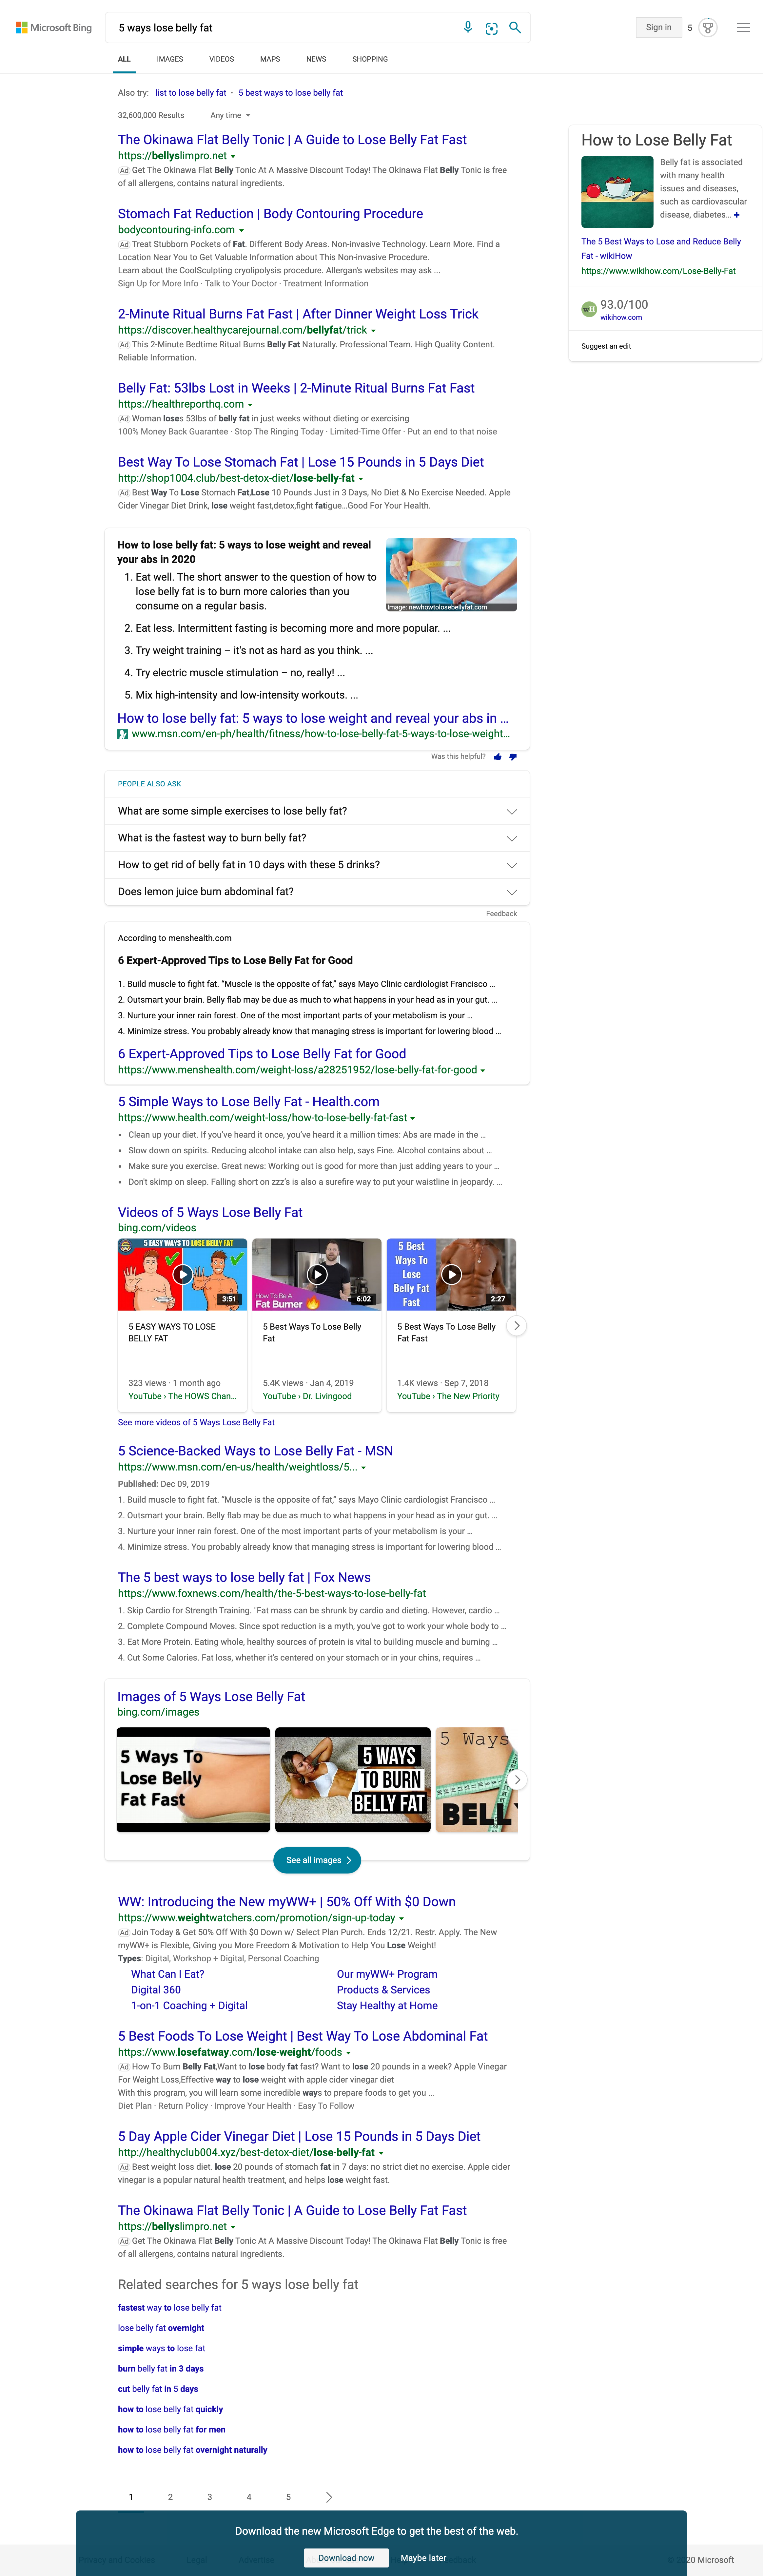 Microsoft Bing
5 ways lose belly fat
Sign in
5
ALL IMAGES VIDEOS MAPS NEWS SHOPPING
Also try: list to lose belly fat · 5 best ways to lose belly fat
32,600,000 Results Any time
The Okinawa Flat Belly Tonic | A Guide to Lose Belly Fat Fast
https://bellyslimpro.net
Ad Get The Okinawa Flat Belly Tonic At A Massive Discount Today! The Okinawa Flat Belly Tonic is free
of all allergens, contains natural ingredients.
Stomach Fat Reduction | Body Contouring Procedure
bodycontouring-info.com
Ad Treat Stubborn Pockets of Fat. Different Body Areas. Non-invasive Technology. Learn More. Find a
Location Near You to Get Valuable Information about This Non-invasive Procedure.
Learn about the CoolSculpting cryolipolysis procedure. Allergan's websites may ask ...
Sign Up for More Info · Talk to Your Doctor · Treatment Information
2-Minute Ritual Burns Fat Fast | After Dinner Weight Loss Trick
https://discover.healthycarejournal.com/bellyfat/trick
Ad This 2-Minute Bedtime Ritual Burns Belly Fat Naturally. Professional Team. High Quality Content.
Reliable Information.
Belly Fat: 53lbs Lost in Weeks | 2-Minute Ritual Burns Fat Fast
https://healthreporthq.com
Ad Woman loses 53lbs of belly fat in just weeks without dieting or exercising
100% Money Back Guarantee · Stop The Ringing Today · Limited-Time Offer · Put an end to that noise
Best Way To Lose Stomach Fat | Lose 15 Pounds in 5 Days Diet
http://shop1004.club/best-detox-diet/lose-belly-fat
Ad Best Way To Lose Stomach Fat,Lose 10 Pounds Just in 3 Days, No Diet & No Exercise Needed. Apple
Cider Vinegar Diet Drink, lose weight fast,detox,fight fatigue...Good For Your Health.
How to lose belly fat: 5 ways to lose weight and reveal
your abs in 2020
1. Eat well. The short answer to the question of how to
lose belly fat is to burn more calories than you
consume on a regular basis.
Image: newhowtolosebellyfat.com
2. Eat less. Intermittent fasting is becoming more and more popular. ...
3. Try weight training – it's not as hard as you think. ...
4. Try electric muscle stimulation – no, really! ...
5. Mix high-intensity and low-intensity workouts. ...
How to lose belly fat: 5 ways to lose weight and reveal your abs in ...
www.msn.com/en-ph/health/fitness/how-to-lose-belly-fat-5-ways-to-lose-weight...
Was this helpful?
PEOPLE ALSO ASK
What are some simple exercises to lose belly fat?
What is the fastest way to burn belly fat?
How to get rid of belly fat in 10 days with these 5 drinks?
Does lemon juice burn abdominal fat?
Feedback
According to menshealth.com
6 Expert-Approved Tips to Lose Belly Fat for Good
1. Build muscle to fight fat. "Muscle is the opposite of fat," says Mayo Clinic cardiologist Francisco ...
2. Outsmart your brain. Belly flab may be due as much to what happens in your head as in your gut. ...
3. Nurture your inner rain forest. One of the most important parts of your metabolism is your ...
4. Minimize stress. You probably already know that managing stress is important for lowering blood ...
6 Expert-Approved Tips to Lose Belly Fat for Good
https://www.menshealth.com/weight-loss/a28251952/lose-belly-fat-for-good
5 Simple Ways to Lose Belly Fat - Health.com
https://www.health.com/weight-loss/how-to-lose-belly-fat-fast
• Clean up your diet. If you've heard it once, you've heard it a million times: Abs are made in the ...
• Slow down on spirits. Reducing alcohol intake can also help, says Fine. Alcohol contains about ...
• Make sure you exercise. Great news: Working out is good for more than just adding years to your ...
• Don't skimp on sleep. Falling short on zzz's is also a surefire way to put your waistline in jeopardy. ...
Videos of 5 Ways Lose Belly Fat
bing.com/videos
5 EASY WAYS TO LOSE BELLY FAT
3:51
How To Be A
Fat Burner
6:02
5 Best
Ways To
Lose
Belly Fat
Fast
2:27
5 EASY WAYS TO LOSE
BELLY FAT
323 views · 1 month ago
YouTube › The HOWS Chan...
5 Best Ways To Lose Belly
Fat
5.4K views · Jan 4, 2019
YouTube › Dr. Livingood
5 Best Ways To Lose Belly
Fat Fast
1.4K views · Sep 7, 2018
YouTube › The New Priority
See more videos of 5 Ways Lose Belly Fat
5 Science-Backed Ways to Lose Belly Fat - MSN
https://www.msn.com/en-us/health/weightloss/5...
Published: Dec 09, 2019
1. Build muscle to fight fat. "Muscle is the opposite of fat," says Mayo Clinic cardiologist Francisco ...
2. Outsmart your brain. Belly flab may be due as much to what happens in your head as in your gut. ...
3. Nurture your inner rain forest. One of the most important parts of your metabolism is your ...
4. Minimize stress. You probably already know that managing stress is important for lowering blood ...
The 5 best ways to lose belly fat | Fox News
https://www.foxnews.com/health/the-5-best-ways-to-lose-belly-fat
1. Skip Cardio for Strength Training. "Fat mass can be shrunk by cardio and dieting. However, cardio ...
2. Complete Compound Moves. Since spot reduction is a myth, you've got to work your whole body to ...
3. Eat More Protein. Eating whole, healthy sources of protein is vital to building muscle and burning ...
4. Cut Some Calories. Fat loss, whether it's centered on your stomach or in your chins, requires ...
Images of 5 Ways Lose Belly Fat
bing.com/images
5 Ways To
Lose Belly
Fat Fast
5 WAYS
TO BURN
BELLY FAT
5 Ways
BELL
See all images
WW: Introducing the New myWW+ | 50% Off With $0 Down
https://www.weightwatchers.com/promotion/sign-up-today
Ad Join Today & Get 50% Off With $0 Down w/ Select Plan Purch. Ends 12/21. Restr. Apply. The New
myWW+ is Flexible, Giving you More Freedom & Motivation to Help You Lose Weight!
Types: Digital, Workshop + Digital, Personal Coaching
What Can I Eat? Our myWW+ Program
Digital 360 Products & Services
1-on-1 Coaching + Digital Stay Healthy at Home
5 Best Foods To Lose Weight | Best Way To Lose Abdominal Fat
https://www.losefatway.com/lose-weight/foods
Ad How To Burn Belly Fat,Want to lose body fat fast? Want to lose 20 pounds in a week? Apple Vinegar
For Weight Loss,Effective way to lose weight with apple cider vinegar diet
With this program, you will learn some incredible ways to prepare foods to get you ...
Diet Plan · Return Policy · Improve Your Health · Easy To Follow
5 Day Apple Cider Vinegar Diet | Lose 15 Pounds in 5 Days Diet
http://healthyclub004.xyz/best-detox-diet/lose-belly-fat
Ad Best weight loss diet. lose 20 pounds of stomach fat in 7 days: no strict diet no exercise. Apple cider
vinegar is a popular natural health treatment, and helps lose weight fast.
The Okinawa Flat Belly Tonic | A Guide to Lose Belly Fat Fast
https://bellyslimpro.net
Ad Get The Okinawa Flat Belly Tonic At A Massive Discount Today! The Okinawa Flat Belly Tonic is free
of all allergens, contains natural ingredients.
Related searches for 5 ways lose belly fat
fastest way to lose belly fat
lose belly fat overnight
simple ways to lose fat
burn belly fat in 3 days
cut belly fat in 5 days
how to lose belly fat quickly
how to lose belly fat for men
how to lose belly fat overnight naturally
1 2 3 4 5
How to Lose Belly Fat
Belly fat is associated
with many health
issues and diseases,
such as cardiovascular
disease, diabetes... +
The 5 Best Ways to Lose and Reduce Belly
Fat - wikiHow
https://www.wikihow.com/Lose-Belly-Fat
wH
93.0/100
wikihow.com
Suggest an edit
Download the new Microsoft Edge to get the best of the web.
Download now Maybe later
20 Microsoft